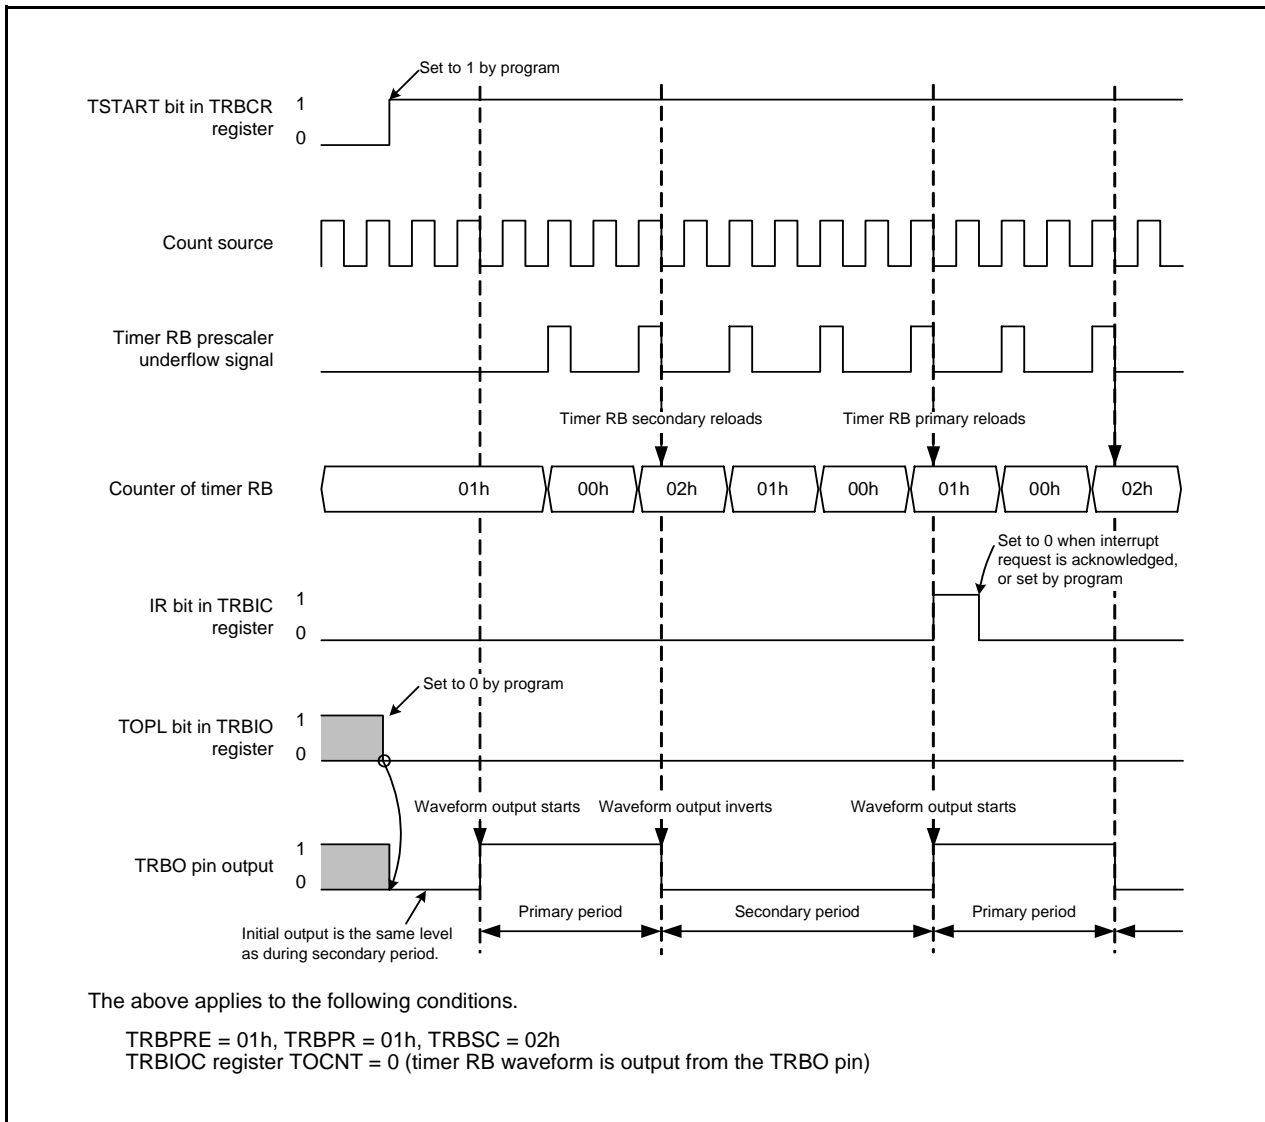 Set to 1 by program
TSTART bit in TRBCR
register
1
0
Count source
Timer RB prescaler
underflow signal
Timer RB secondary reloads
Timer RB primary reloads
Counter of timer RB
01h
00h
02h
01h
00h
01h
00h
02h
Set to 0 when interrupt
request is acknowledged,
or set by program
IR bit in TRBIC
register
1
0
Set to 0 by program
TOPL bit in TRBIO
register
1
0
Waveform output starts
Waveform output inverts
Waveform output starts
TRBO pin output
1
0
Primary period
Secondary period
Primary period
Initial output is the same level
as during secondary period.
The above applies to the following conditions.
TRBPRE = 01h, TRBPR = 01h, TRBSC = 02h
TRBIOC register TOCNT = 0 (timer RB waveform is output from the TRBO pin)